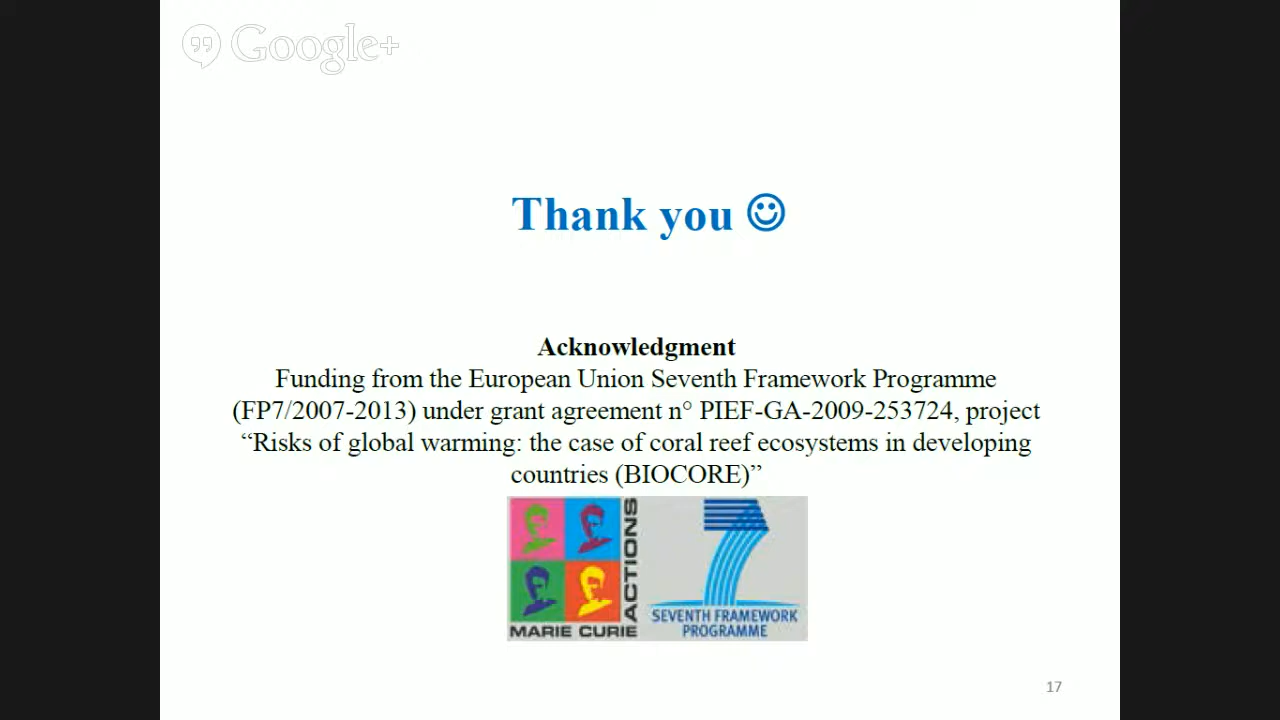 Google+
Thank you ☺
Acknowledgment
Funding from the European Union Seventh Framework Programme
(FP7/2007-2013) under grant agreement n° PIEF-GA-2009-253724, project
“Risks of global warming: the case of coral reef ecosystems in developing
countries (BIOCORE)”
ACTIONS
MARIE CURIE
SEVENTH FRAMEWORK
PROGRAMME
17